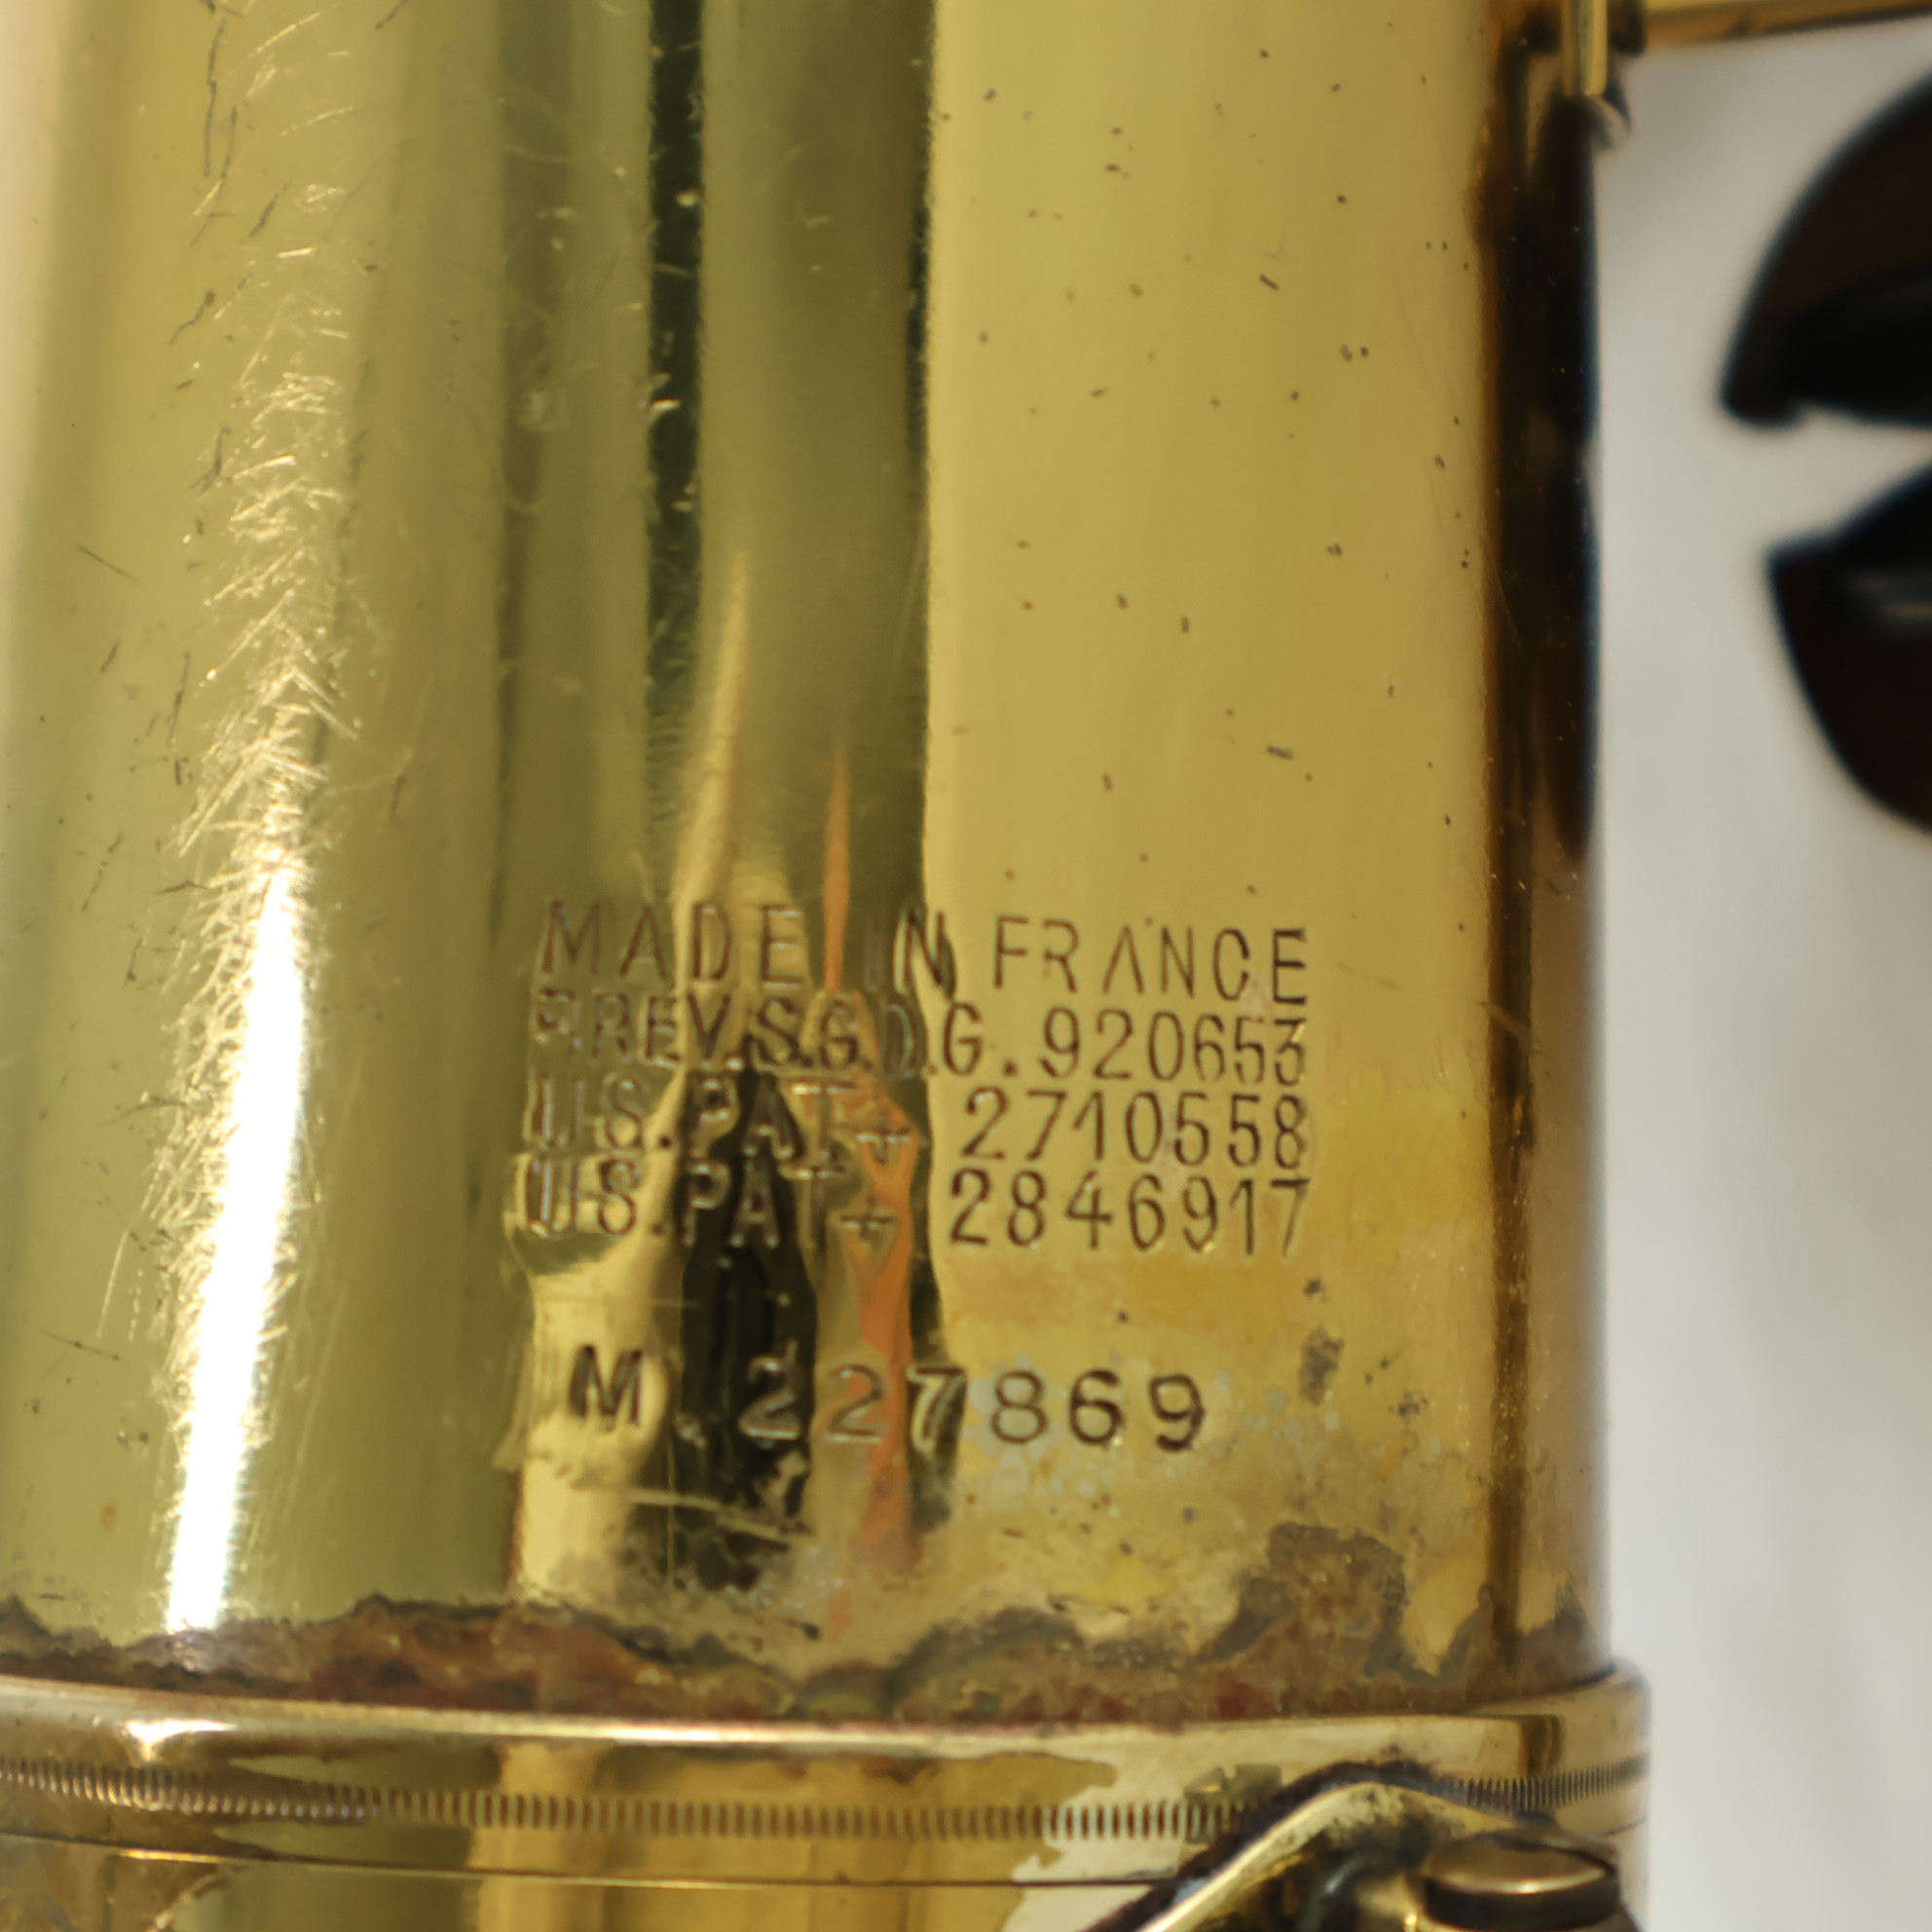 MADE IN FRANCE
BREV.S.G.D.G. 920653
U.S.PAT + 2710558
U.S.PAT + 2846917
M. 227869